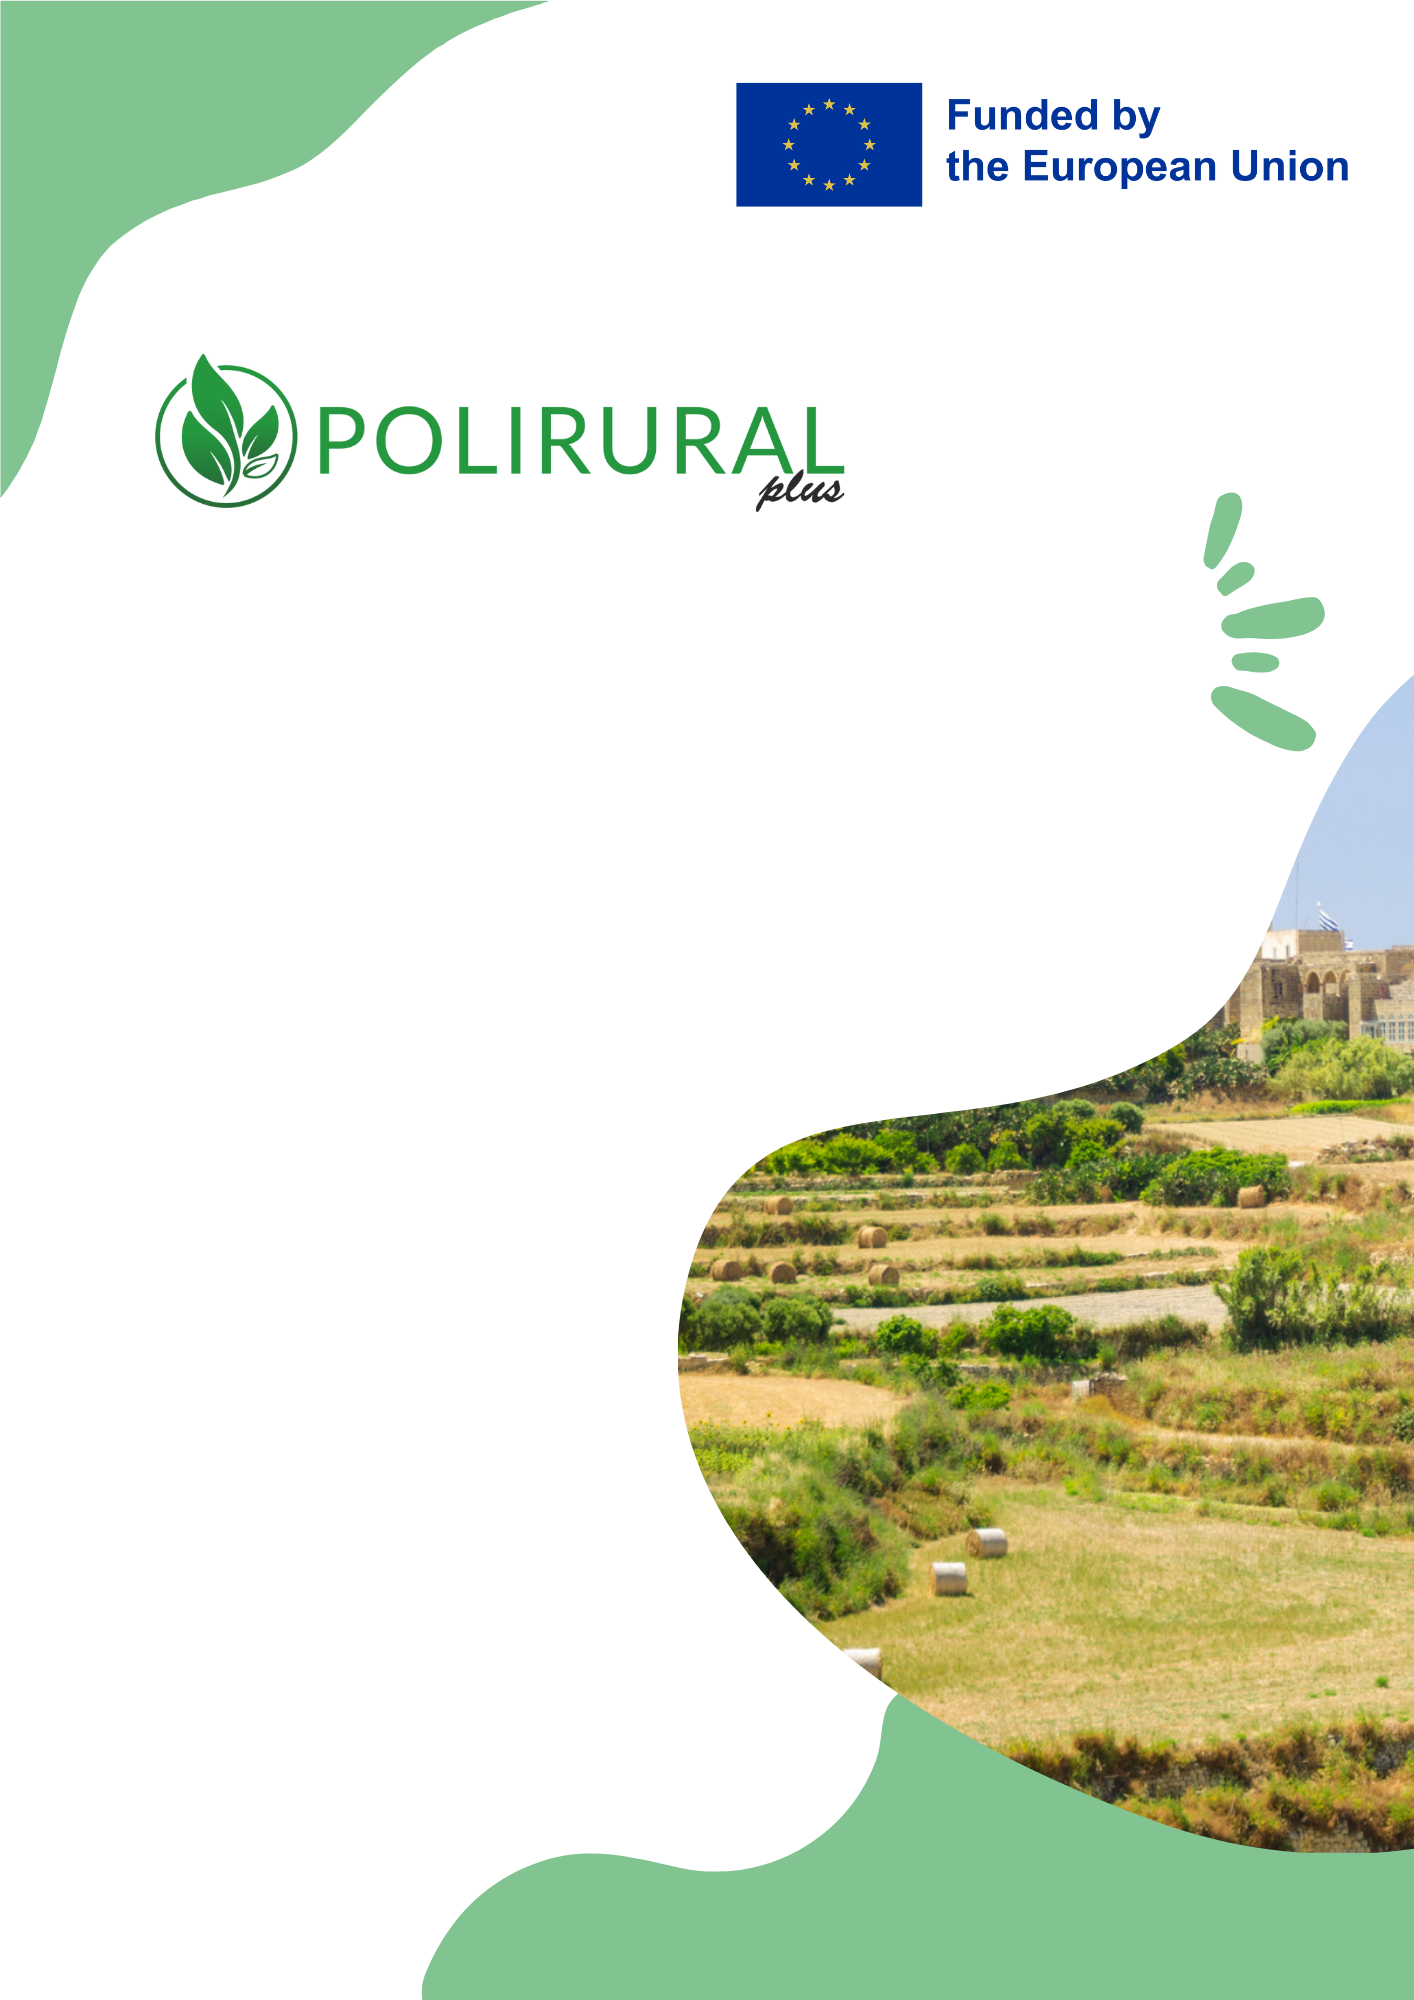 Funded by
the European Union
POLIRURAL
plus